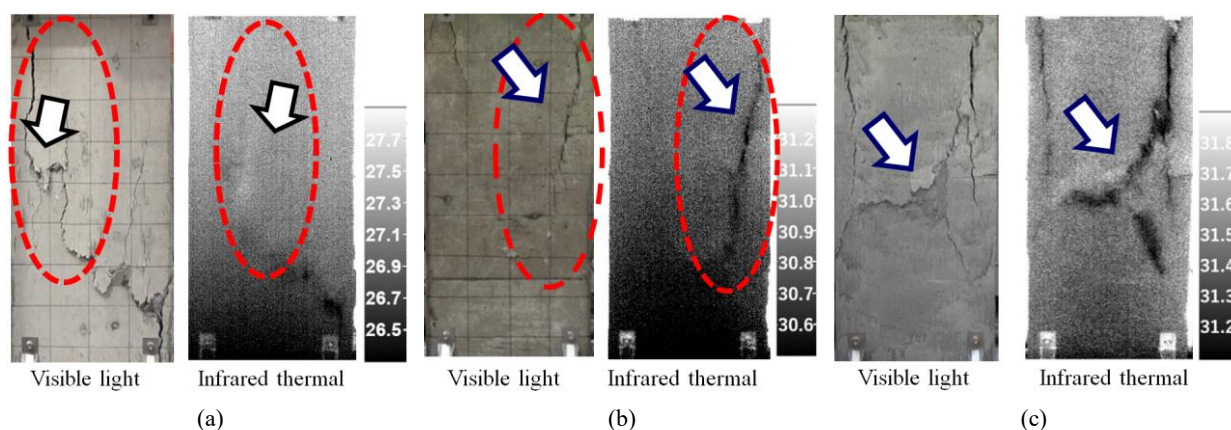 27.7
27.5
27.3
27.1
26.9
26.7
26.5
31.2
31.1
31.0
30.9
30.8
30.7
30.6
31.8
31.7
31.6
31.5
31.4
31.3
31.2
Visible light
Infrared thermal
Visible light
Infrared thermal
Visible light
Infrared thermal
(a)
(b)
(c)